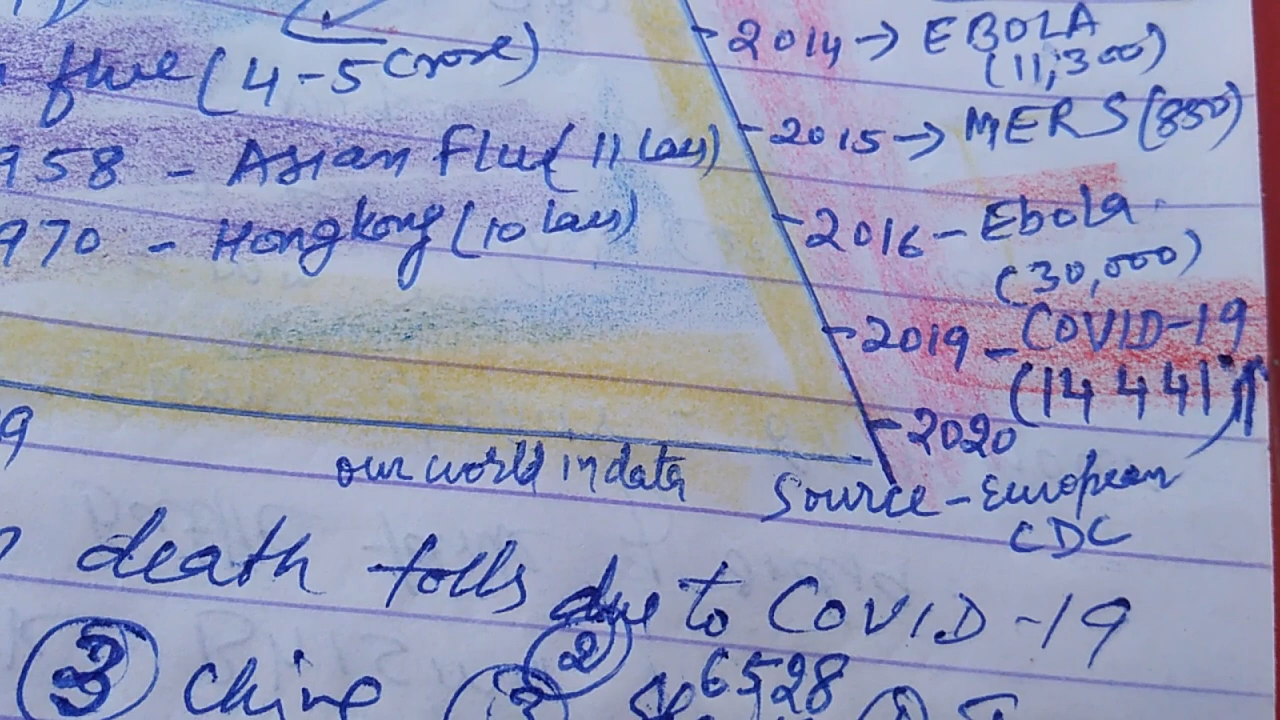 2014 → EBOLA
(11,300)
flue (4-5 crore)
2015 → MERS (850)
958 - Asian flue (11 lacs)
2016 - Ebola
(30,000)
970 - Hongkong (10 lacs)
2019 - COVID-19
(14 441)
2020
9
our world in data
Source - European
CDC
death tolls due to COVID-19
3 China 2 6528